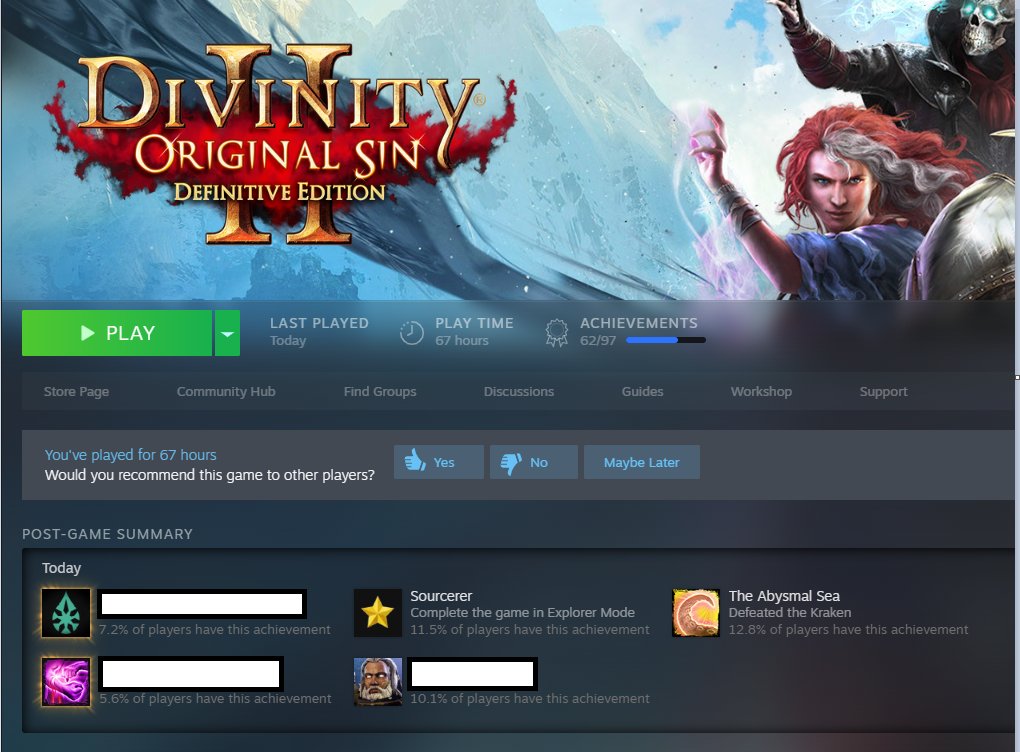 DIVINITY®
II
ORIGINAL SIN
DEFINITIVE EDITION
PLAY
LAST PLAYED
Today
PLAY TIME
67 hours
ACHIEVEMENTS
62/97
Store Page
Community Hub
Find Groups
Discussions
Guides
Workshop
Support
You've played for 67 hours
Would you recommend this game to other players?
Yes
No
Maybe Later
POST-GAME SUMMARY
Today
7.2% of players have this achievement
Sourcerer
Complete the game in Explorer Mode
11.5% of players have this achievement
The Abysmal Sea
Defeated the Kraken
12.8% of players have this achievement
5.6% of players have this achievement
10.1% of players have this achievement